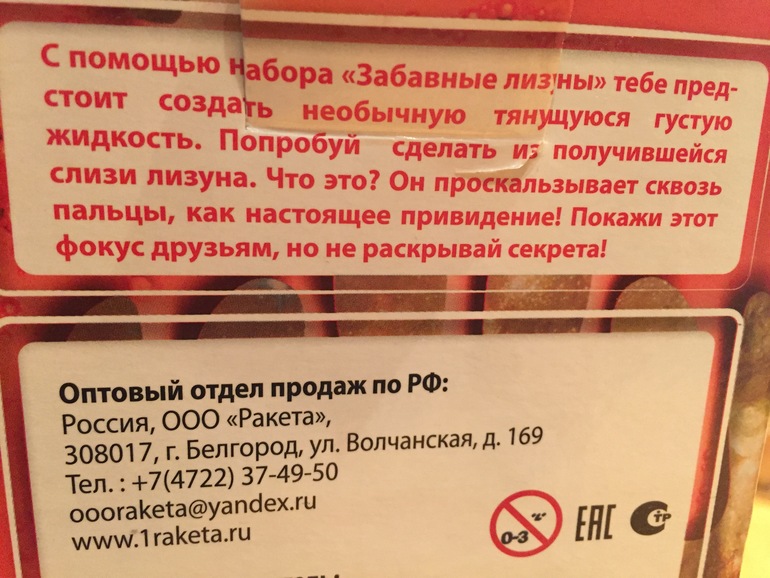 С помощью набора «Забавные лизуны» тебе пред-
стоит создать необычную тянущуюся густую
жидкость. Попробуй сделать из получившейся
слизи лизуна. Что это? Он проскальзывает сквозь
пальцы, как настоящее привидение! Покажи этот
фокус друзьям, но не раскрывай секрета!
Оптовый отдел продаж по РФ:
Россия, ООО «Ракета»,
308017, г. Белгород, ул. Волчанская, д. 169
Тел. : +7(4722) 37-49-50
oooraketa@yandex.ru
www.1raketa.ru
0-3 EAC СТР